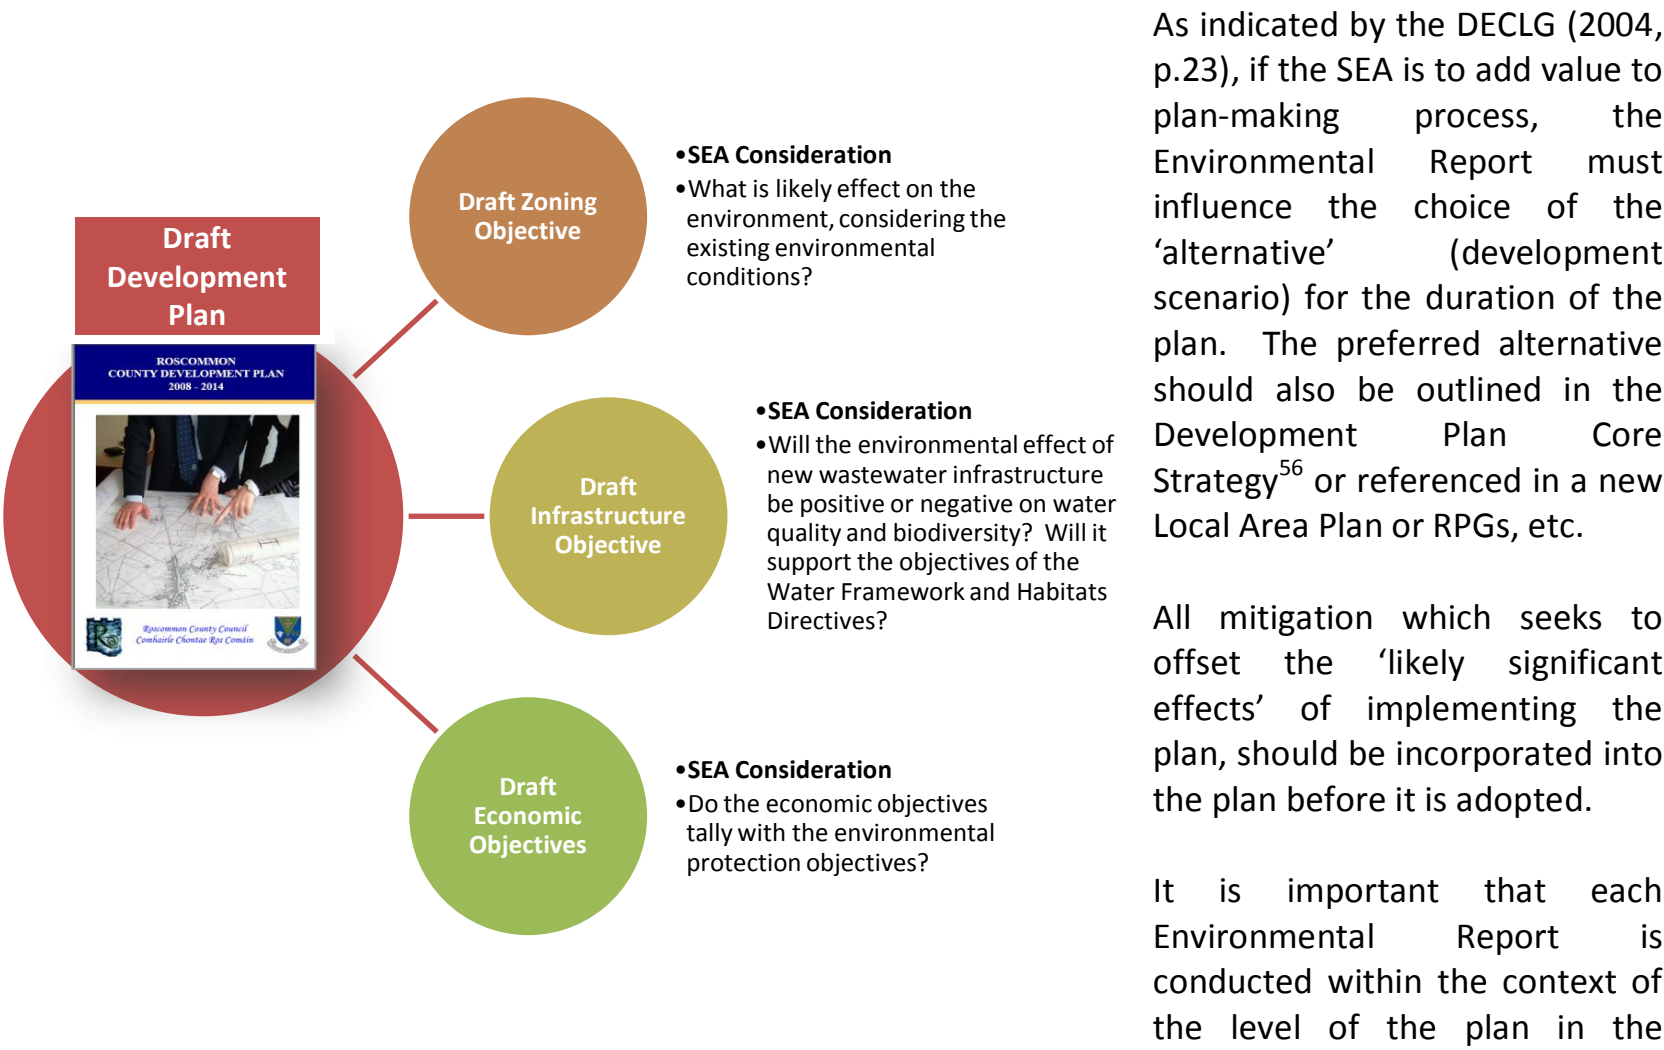 Draft
Development
Plan
ROSCOMMON
COUNTY DEVELOPMENT PLAN
2008 - 2014
Roscommon County Council
Comhairle Chontae Ros Comáin
Draft Zoning
Objective
•SEA Consideration
•What is likely effect on the
environment, considering the
existing environmental
conditions?
Draft
Infrastructure
Objective
•SEA Consideration
•Will the environmental effect of
new wastewater infrastructure
be positive or negative on water
quality and biodiversity? Will it
support the objectives of the
Water Framework and Habitats
Directives?
Draft
Economic
Objectives
•SEA Consideration
•Do the economic objectives
tally with the environmental
protection objectives?
As indicated by the DECLG (2004,
p.23), if the SEA is to add value to
plan-making process, the
Environmental Report must
influence the choice of the
‘alternative’ (development
scenario) for the duration of the
plan. The preferred alternative
should also be outlined in the
Development Plan Core
Strategy56 or referenced in a new
Local Area Plan or RPGs, etc.
All mitigation which seeks to
offset the ‘likely significant
effects’ of implementing the
plan, should be incorporated into
the plan before it is adopted.
It is important that each
Environmental Report is
conducted within the context of
the level of the plan in the